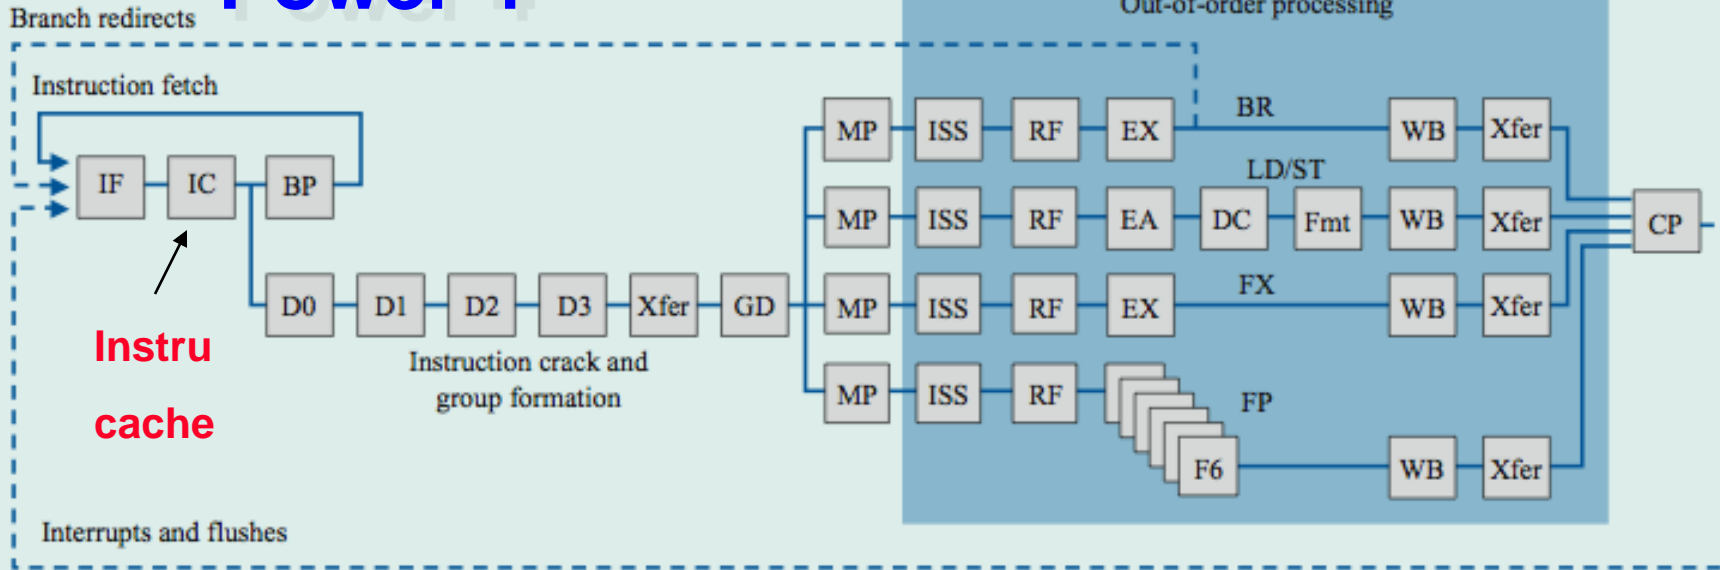 Power 4
Out-of-order processing
Branch redirects
Instruction fetch
IF IC BP
MP ISS RF EX BR WB Xfer
LD/ST
MP ISS RF EA DC Fmt WB Xfer
CP
D0 D1 D2 D3 Xfer GD
FX
MP ISS RF EX WB Xfer
Instruction crack and
group formation
MP ISS RF FP
F6 WB Xfer
Instru
cache
Interrupts and flushes